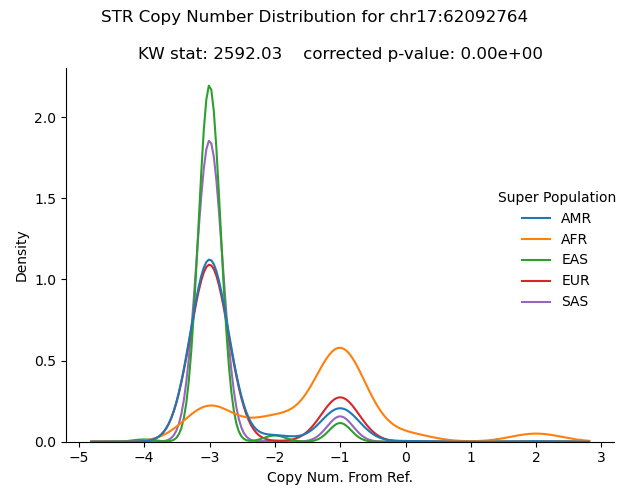 STR Copy Number Distribution for chr17:62092764
KW stat: 2592.03    corrected p-value: 0.00e+00
Density
2.0
1.5
1.0
0.5
0.0
Super Population
AMR
AFR
EAS
EUR
SAS
−5 −4 −3 −2 −1 0 1 2 3
Copy Num. From Ref.